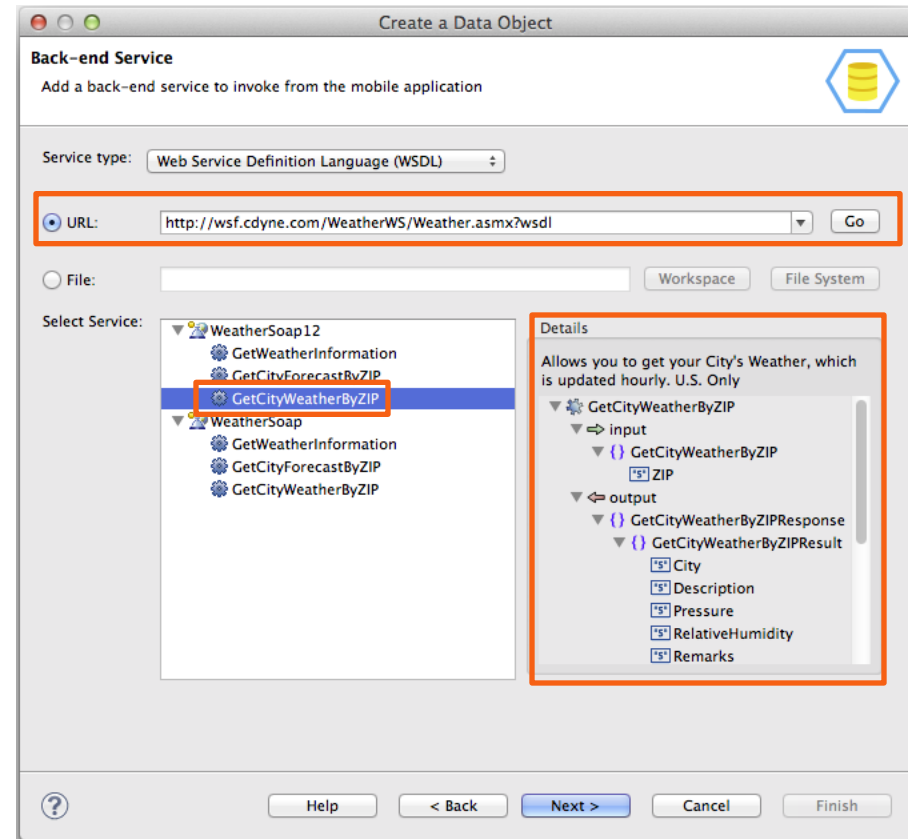 Create a Data Object
Back-end Service
Add a back-end service to invoke from the mobile application
Service type: Web Service Definition Language (WSDL)
URL: http://wsf.cdyne.com/WeatherWS/Weather.asmx?wsdl Go
File: Workspace File System
Select Service:
WeatherSoap12
GetWeatherInformation
GetCityForecastByZIP
GetCityWeatherByZIP
WeatherSoap
GetWeatherInformation
GetCityForecastByZIP
GetCityWeatherByZIP
Details
Allows you to get your City's Weather, which
is updated hourly. U.S. Only
GetCityWeatherByZIP
input
{} GetCityWeatherByZIP
"s" ZIP
output
{} GetCityWeatherByZIPResponse
{} GetCityWeatherByZIPResult
"s" City
"s" Description
"s" Pressure
"s" RelativeHumidity
"s" Remarks
? Help < Back Next > Cancel Finish